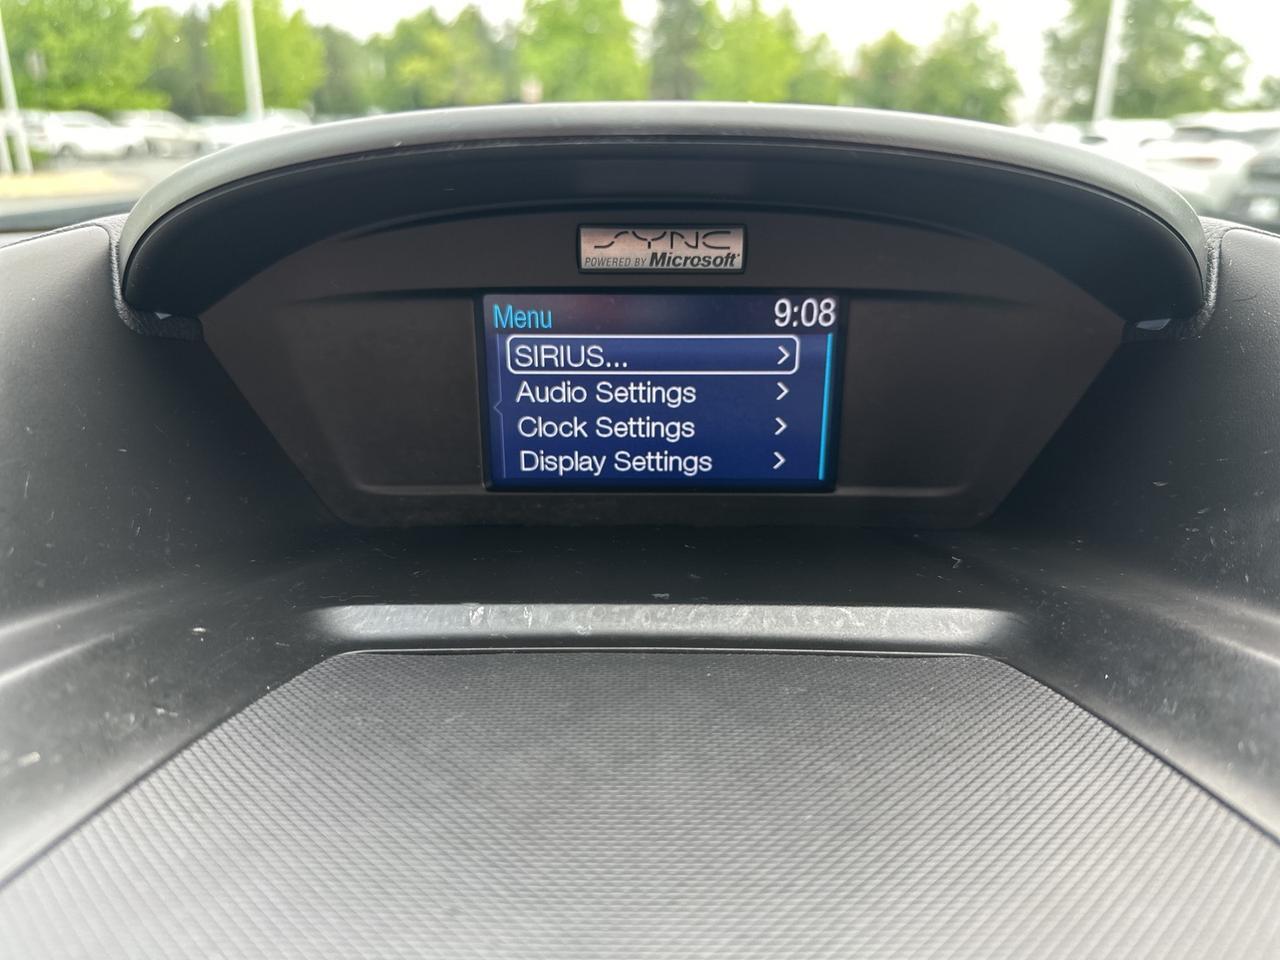 SYNC
POWERED BY Microsoft
Menu 9:08
SIRIUS... >
Audio Settings >
Clock Settings >
Display Settings >